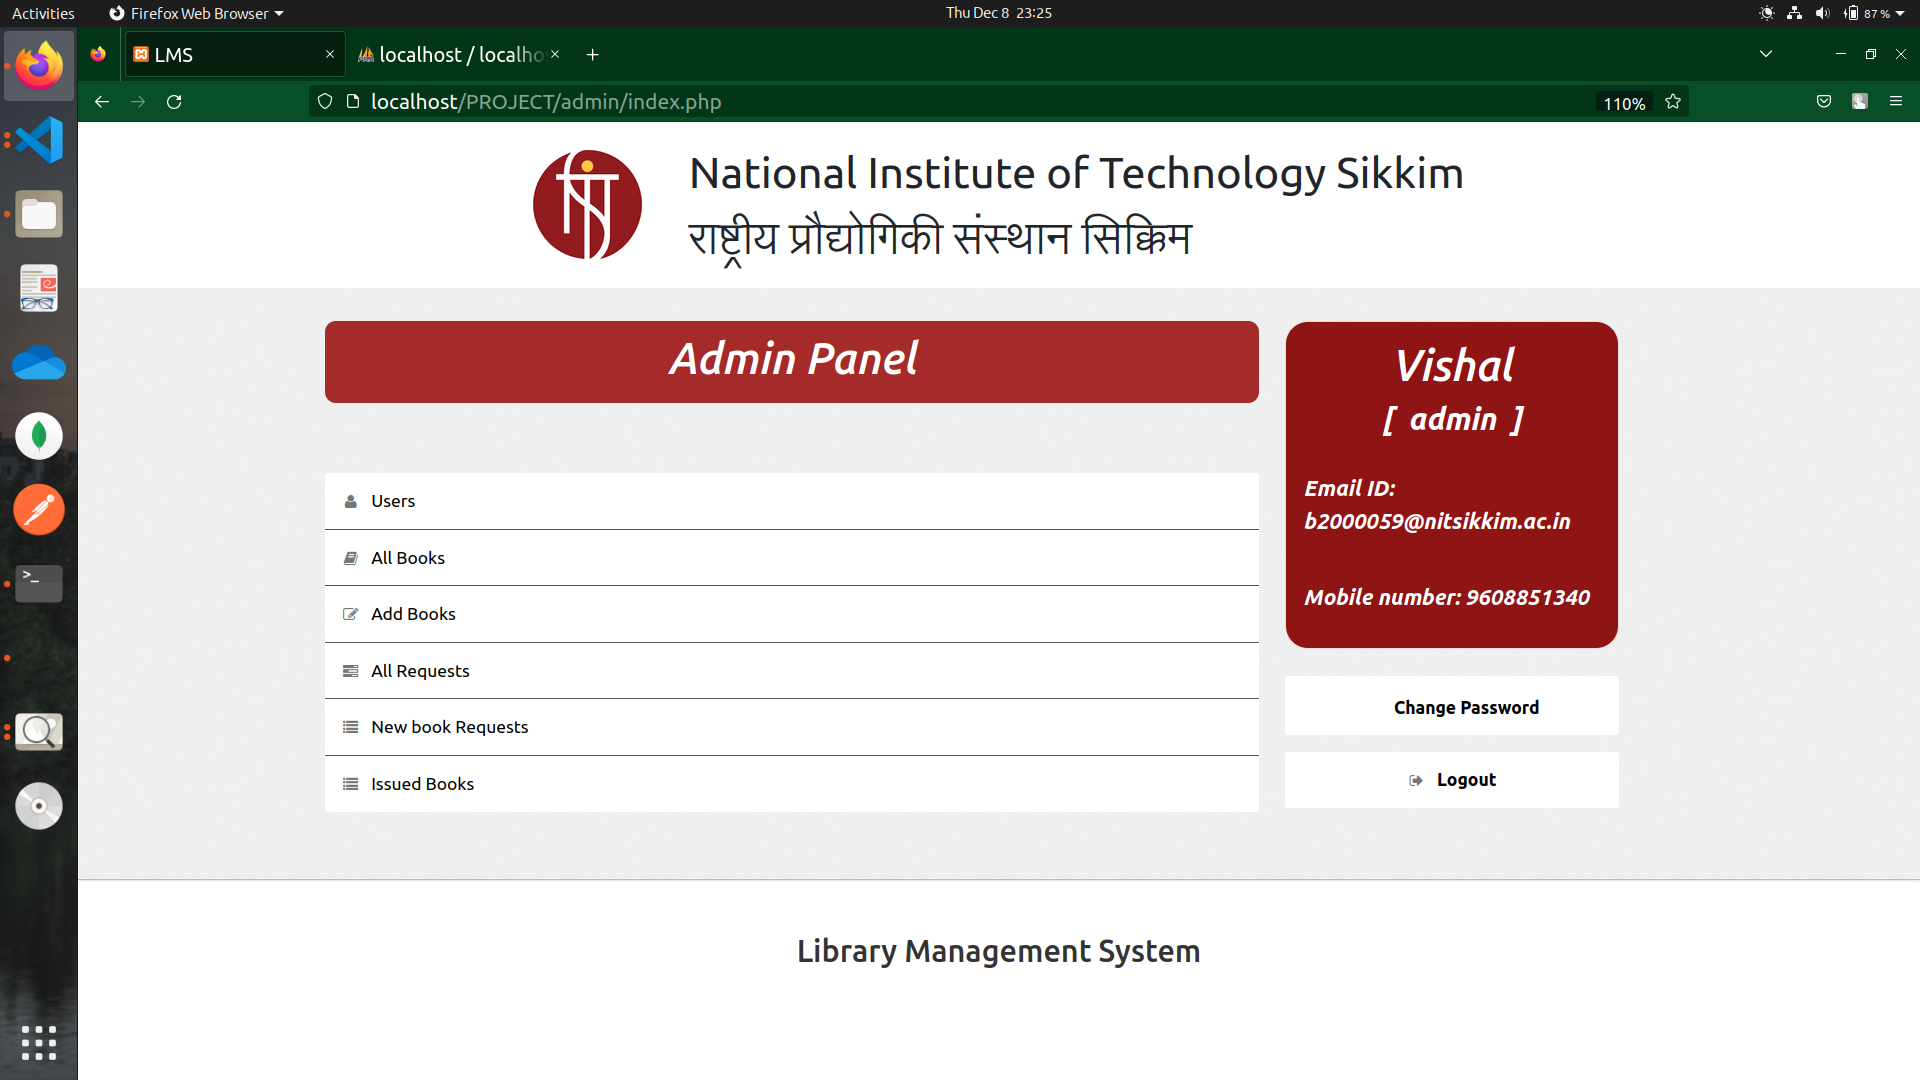 Activities
Firefox Web Browser
Thu Dec 8 23:25
87 %
LMS
localhost / localho
localhost/PROJECT/admin/index.php
110%
National Institute of Technology Sikkim
राष्ट्रीय प्रौद्योगिकी संस्थान सिक्किम
Admin Panel
Users
All Books
Add Books
All Requests
New book Requests
Issued Books
Vishal
[ admin ]
Email ID:
b2000059@nitsikkim.ac.in
Mobile number: 9608851340
Change Password
Logout
Library Management System